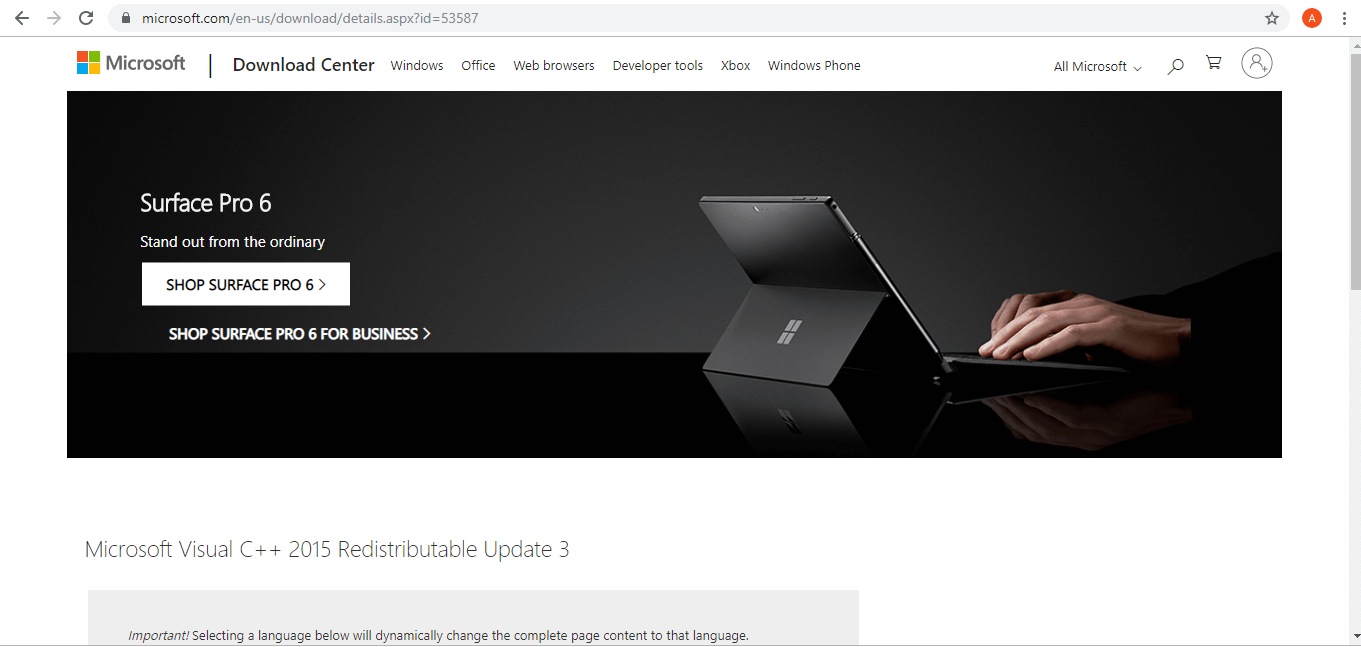 microsoft.com/en-us/download/details.aspx?id=53587
A
Microsoft Download Center Windows Office Web browsers Developer tools Xbox Windows Phone All Microsoft
Surface Pro 6
Stand out from the ordinary
SHOP SURFACE PRO 6 >
SHOP SURFACE PRO 6 FOR BUSINESS >
Microsoft Visual C++ 2015 Redistributable Update 3
Important! Selecting a language below will dynamically change the complete page content to that language.